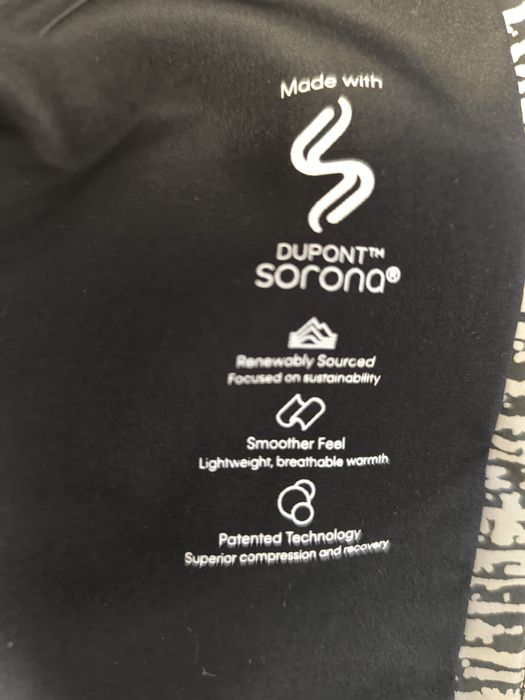 Made with
DUPONT™
sorona®
Renewably Sourced
Focused on sustainability
Smoother Feel
Lightweight, breathable warmth
Patented Technology
Superior compression and recovery